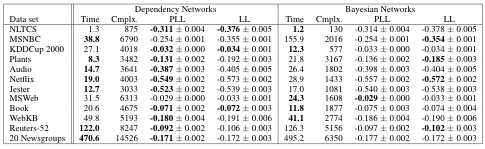 Dependency Networks Bayesian Networks
Data set Time Cmplx. PLL LL Time Cmplx. PLL LL
NLTCS 1.3 875 -0.311 ± 0.004 -0.376 ± 0.005 1.2 130 -0.314 ± 0.004 -0.378 ± 0.005
MSNBC 38.8 6790 -0.254 ± 0.001 -0.355 ± 0.001 155.9 2016 -0.254 ± 0.001 -0.354 ± 0.001
KDDCup 2000 27.1 4018 -0.032 ± 0.000 -0.034 ± 0.001 12.3 577 -0.033 ± 0.000 -0.034 ± 0.001
Plants 8.3 3482 -0.131 ± 0.002 -0.193 ± 0.003 21.8 3167 -0.136 ± 0.002 -0.185 ± 0.003
Audio 14.7 3641 -0.387 ± 0.003 -0.405 ± 0.005 26.4 1802 -0.398 ± 0.003 -0.404 ± 0.005
Netflix 19.0 4003 -0.549 ± 0.002 -0.573 ± 0.002 28.9 1433 -0.557 ± 0.002 -0.572 ± 0.002
Jester 12.7 3033 -0.523 ± 0.002 -0.539 ± 0.003 17.0 1081 -0.540 ± 0.003 -0.538 ± 0.003
MSWeb 31.5 6313 -0.029 ± 0.000 -0.033 ± 0.001 24.3 1608 -0.029 ± 0.000 -0.033 ± 0.001
Book 20.6 4675 -0.071 ± 0.002 -0.072 ± 0.003 11.8 1877 -0.075 ± 0.003 -0.074 ± 0.004
WebKB 49.8 5193 -0.180 ± 0.004 -0.191 ± 0.006 41.1 2774 -0.186 ± 0.004 -0.190 ± 0.006
Reuters-52 122.0 8247 -0.092 ± 0.002 -0.106 ± 0.003 126.3 5156 -0.097 ± 0.002 -0.102 ± 0.003
20 Newsgroups 470.6 14526 -0.171 ± 0.002 -0.172 ± 0.003 495.2 6350 -0.177 ± 0.002 -0.172 ± 0.003